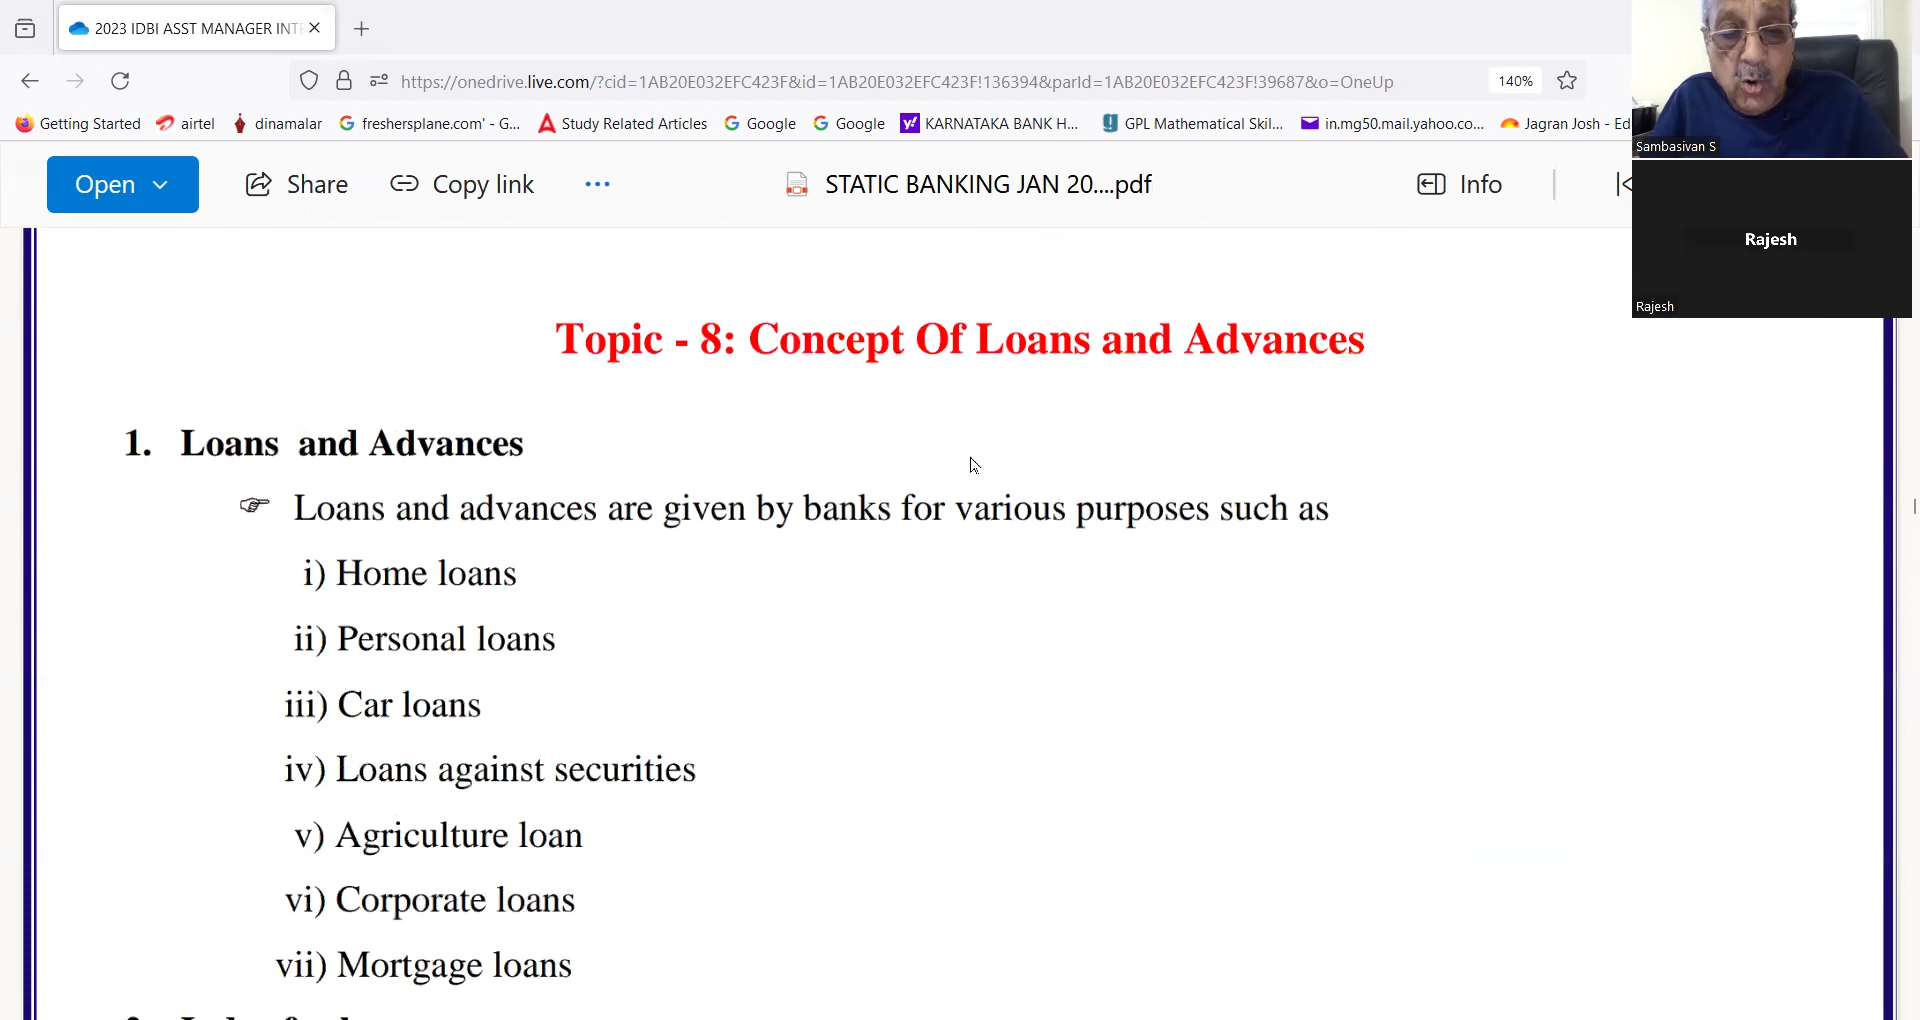 2023 IDBI ASST MANAGER INTE
https://onedrive.live.com/?cid=1AB20E032EFC423F&id=1AB20E032EFC423F!136394&parId=1AB20E032EFC423F!39687&o=OneUp
140%
Getting Started airtel dinamalar freshersplane.com' - G... Study Related Articles Google Google KARNATAKA BANK H... GPL Mathematical Skil... in.mg50.mail.yahoo.co... Jagran Josh - Ed
Sambasivan S
Open Share Copy link ... STATIC BANKING JAN 20....pdf Info
Rajesh
Rajesh
Topic - 8: Concept Of Loans and Advances
1. Loans and Advances
☞ Loans and advances are given by banks for various purposes such as
i) Home loans
ii) Personal loans
iii) Car loans
iv) Loans against securities
v) Agriculture loan
vi) Corporate loans
vii) Mortgage loans